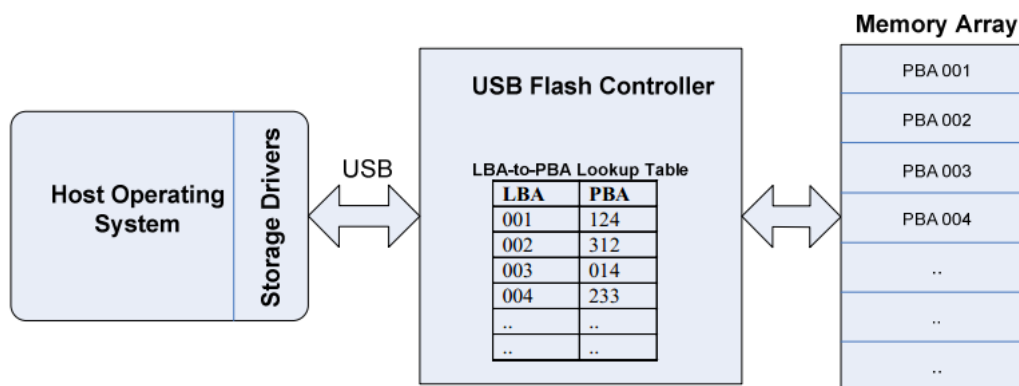 Memory Array
PBA 001
PBA 002
PBA 003
PBA 004
..
..
..
USB Flash Controller
LBA-to-PBA Lookup Table
LBA PBA
001 124
002 312
003 014
004 233
.. ..
.. ..
USB
Host Operating
System
Storage Drivers